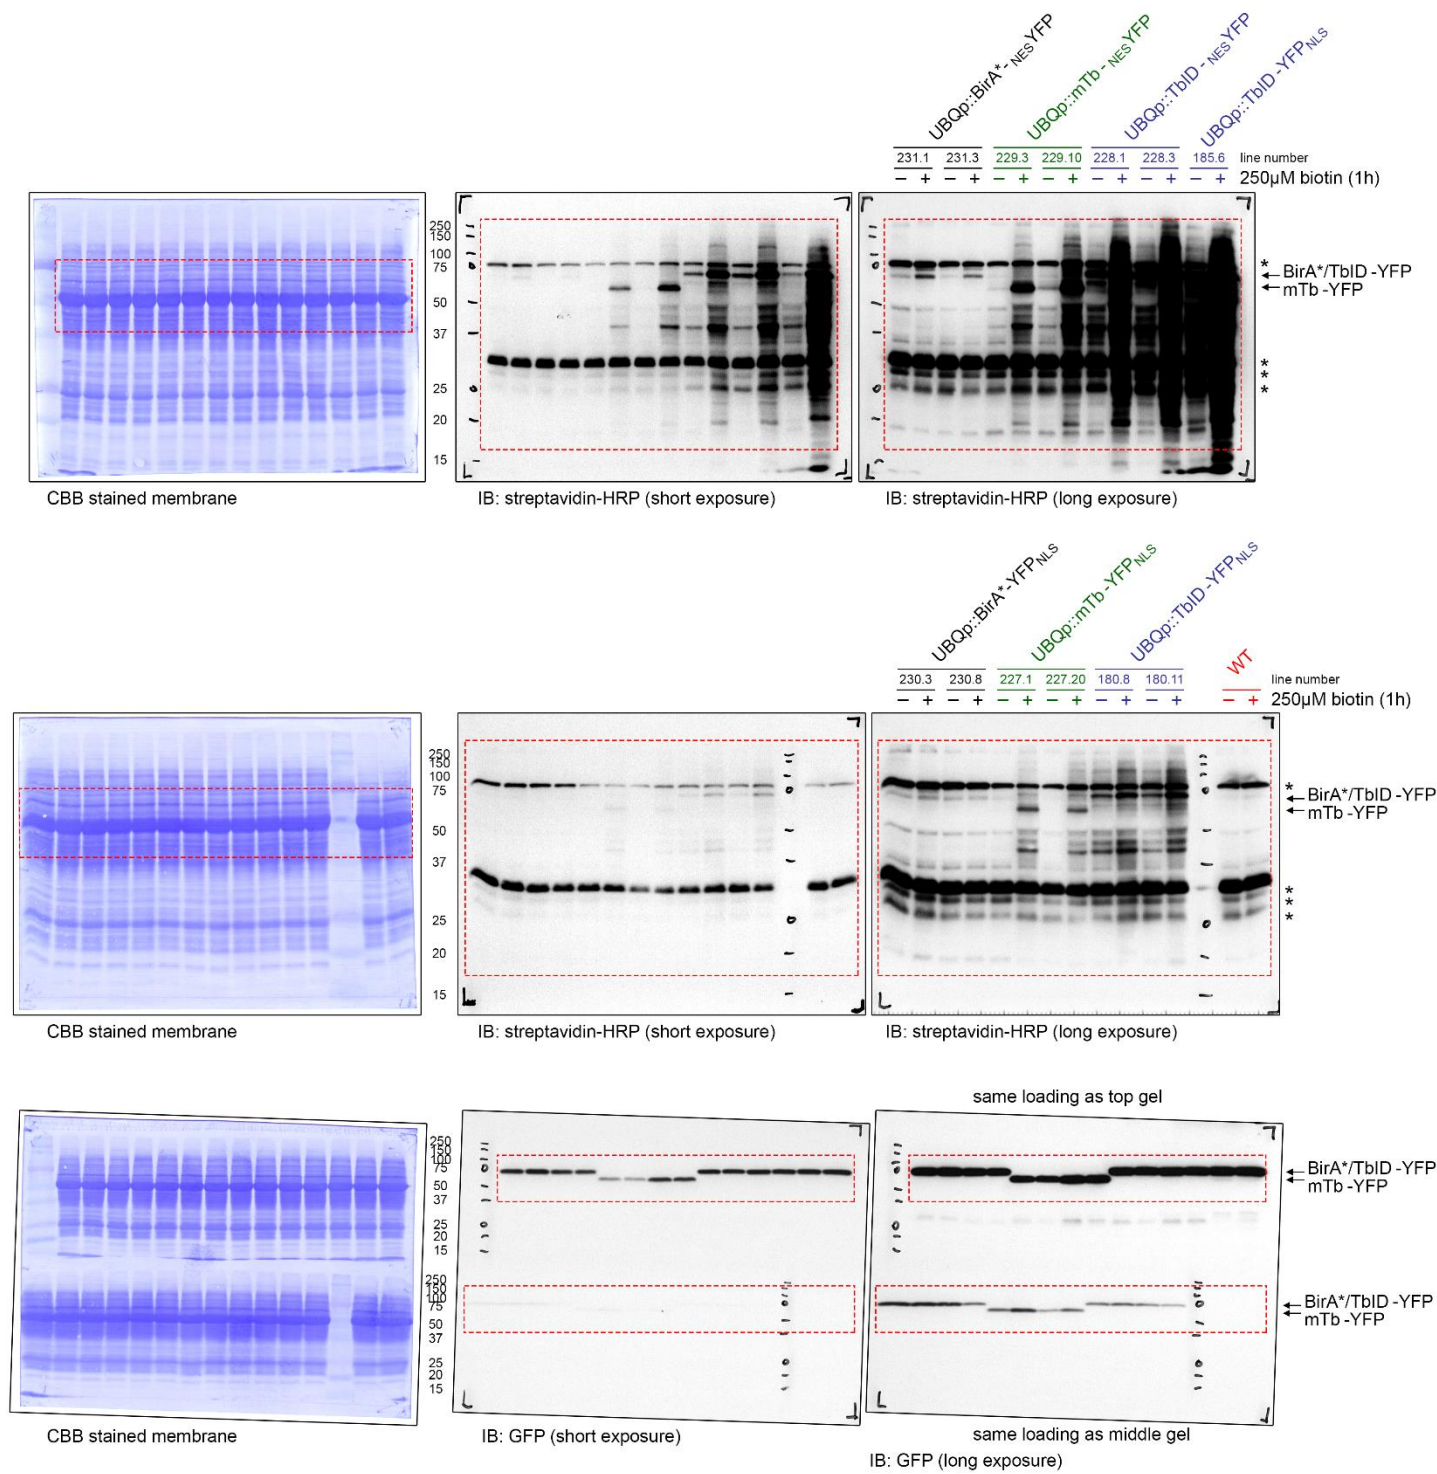 UBQp::BirA*-NESYFP
UBQp::mTb-NESYFP
UBQp::TbID-NESYFP
UBQp::TbID-YFPNLS
231.1 231.3 229.3 229.10 228.1 228.3 185.6 line number
– + – + – + – + – + – + – + 250µM biotin (1h)
250
150
100
75
50
37
25
20
15
*
BirA*/TbID-YFP
mTb-YFP
*
*
*
CBB stained membrane
IB: streptavidin-HRP (short exposure)
IB: streptavidin-HRP (long exposure)
UBQp::BirA*-YFPNLS
UBQp::mTb-YFPNLS
UBQp::TbID-YFPNLS
WT
230.3 230.8 227.1 227.20 180.8 180.11 line number
– + – + – + – + – + – + – + 250µM biotin (1h)
250
150
100
75
50
37
25
20
15
*
BirA*/TbID-YFP
mTb-YFP
*
*
*
CBB stained membrane
IB: streptavidin-HRP (short exposure)
IB: streptavidin-HRP (long exposure)
same loading as top gel
250
150
100
75
50
37
25
20
15
BirA*/TbID-YFP
mTb-YFP
250
150
100
75
50
37
25
20
15
BirA*/TbID-YFP
mTb-YFP
CBB stained membrane
IB: GFP (short exposure)
same loading as middle gel
IB: GFP (long exposure)